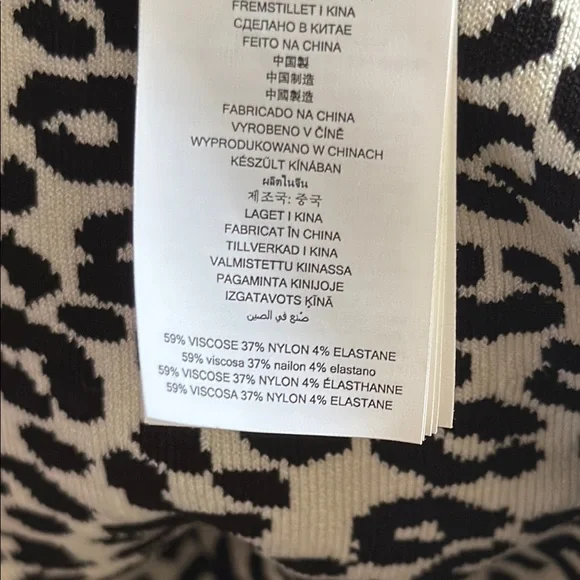 FREMSTILLET I KINA
СДЕЛАНО В КИТАЕ
FEITO NA CHINA
中国製
中国制造
中國製造
FABRICADO NA CHINA
VYROBENO V ČÍNĚ
WYPRODUKOWANO W CHINACH
KÉSZÜLT KÍNÁBAN
ผลิตในจีน
제조국: 중국
LAGET I KINA
FABRICAT ÎN CHINA
TILLVERKAD I KINA
VALMISTETTU KIINASSA
PAGAMINTA KINIJOJE
IZGATAVOTS ĶĪNĀ
صنع في الصين
59% VISCOSE 37% NYLON 4% ELASTANE
59% viscosa 37% nailon 4% elastano
59% VISCOSE 37% NYLON 4% ÉLASTHANNE
59% VISCOSA 37% NYLON 4% ELASTANE